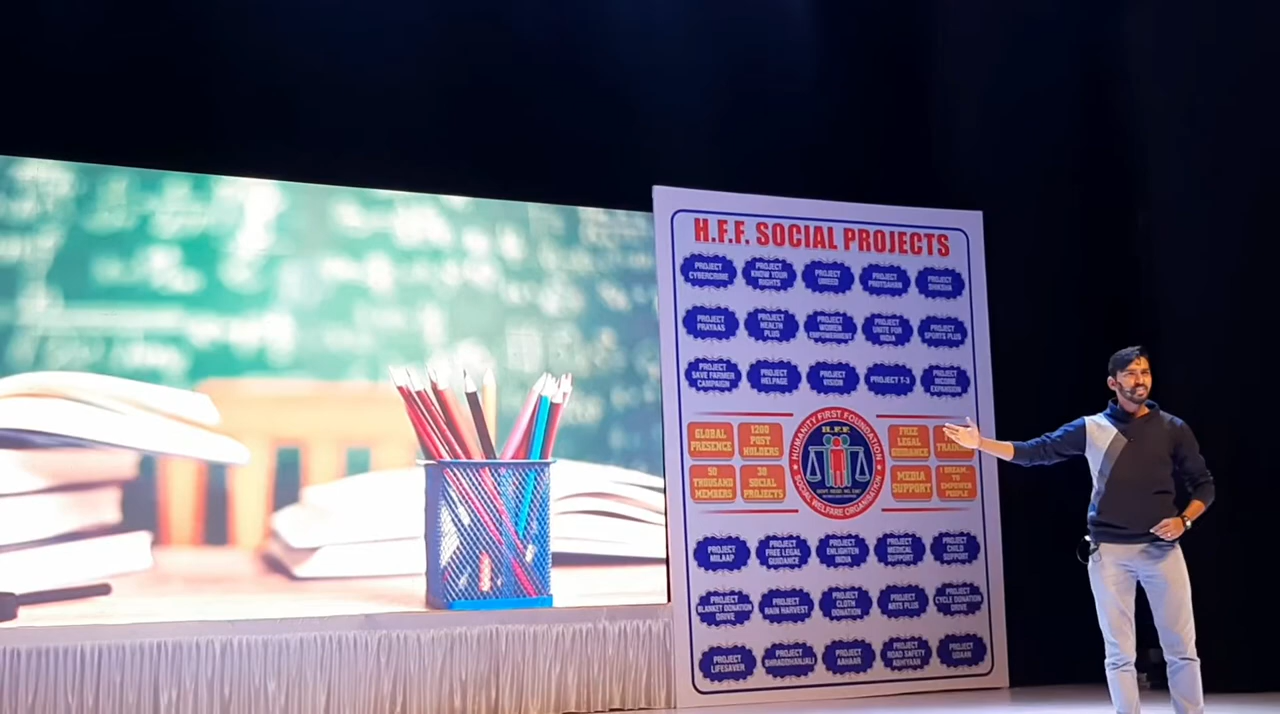 H.F.F. SOCIAL PROJECTS
PROJECT
CYBERCRIME
PROJECT
KNOW YOUR
RIGHTS
PROJECT
UMEED
PROJECT
PROTSAHAN
PROJECT
SHIKSHA
PROJECT
PRAYAAS
PROJECT
HEALTH
PLUS
PROJECT
WOMEN
EMPOWERMENT
PROJECT
UNITE FOR
INDIA
PROJECT
SPORTS PLUS
PROJECT
SAVE FARMER
CAMPAIGN
PROJECT
HELPAGE
PROJECT
VISION
PROJECT T-3
PROJECT
INCOME
EXPANSION
GLOBAL
PRESENCE
1200
POST
HOLDERS
50
THOUSAND
MEMBERS
30
SOCIAL
PROJECTS
HUMANITY FIRST FOUNDATION
H.F.F.
SOCIAL WELFARE ORGANISATION
FREE
LEGAL
GUIDANCE
MEDIA
SUPPORT
I DREAM.. TO
EMPOWER
PEOPLE
PROJECT
MILAAP
PROJECT
FREE LEGAL
GUIDANCE
PROJECT
ENLIGHTEN
INDIA
PROJECT
MEDICAL
SUPPORT
PROJECT
CHILD
SUPPORT
PROJECT
BLANKET DONATION
DRIVE
PROJECT
RAIN HARVEST
PROJECT
CLOTH
DONATION
PROJECT
ARTS PLUS
PROJECT
CYCLE DONATION
DRIVE
PROJECT
LIFESAVER
PROJECT
SHRADDHANJALI
PROJECT
AAHAAR
PROJECT
ROAD SAFETY
ABHIYAAN
PROJECT
UDAAN